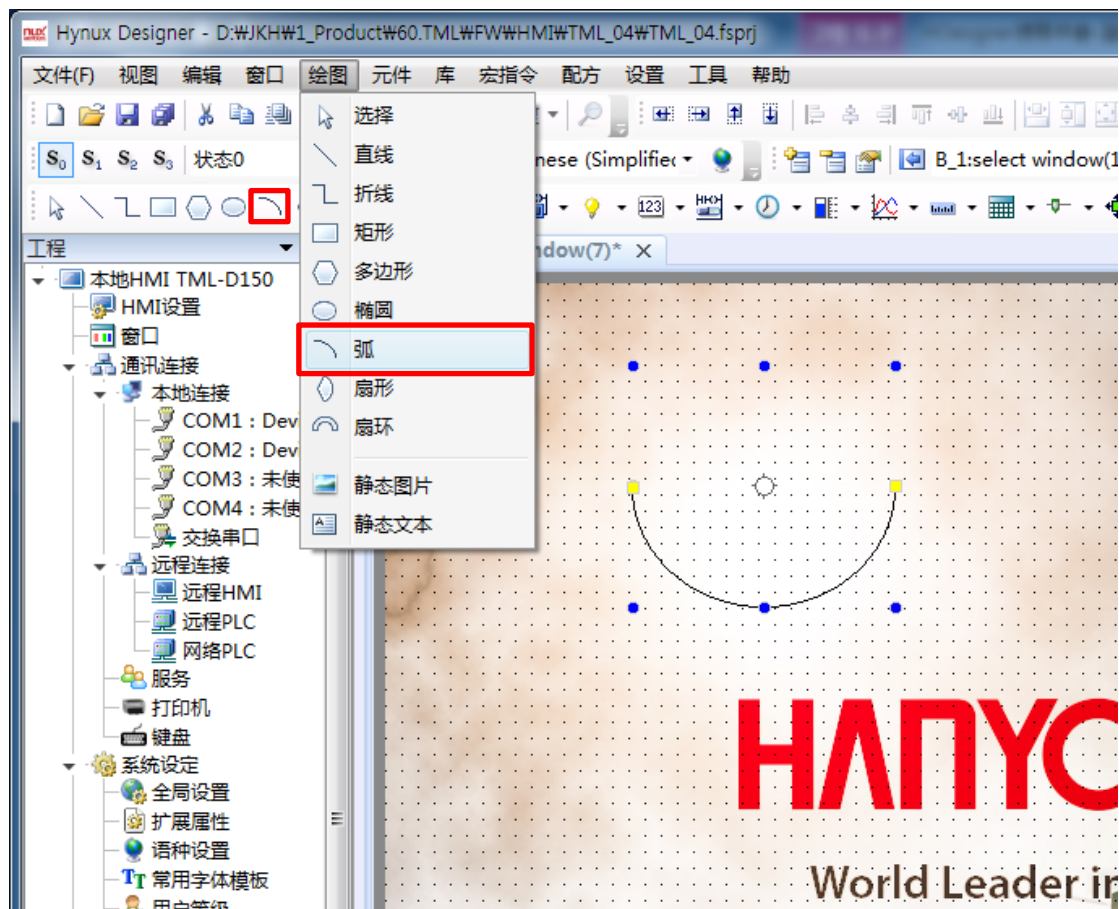 Hynux Designer - D:₩JKH₩1_Product₩60.TML₩FW₩HMI₩TML_04₩TML_04.fsprj
文件(F) 视图 编辑 窗口 绘图 元件 库 宏指令 配方 设置 工具 帮助
S0 S1 S2 S3 状态0
nese (Simplified
B_1:select window(1
123
工程
ndow(7)* ✕
选择
直线
折线
矩形
多边形
椭圆
弧
扇形
扇环
静态图片
静态文本
本地HMI TML-D150
HMI设置
窗口
通讯连接
本地连接
COM1 : Devi
COM2 : Devi
COM3 : 未使
COM4 : 未使
交换串口
远程连接
远程HMI
远程PLC
网络PLC
服务
打印机
键盘
系统设定
全局设置
扩展属性
语种设置
常用字体模板
用户等级
HANYO
World Leader in